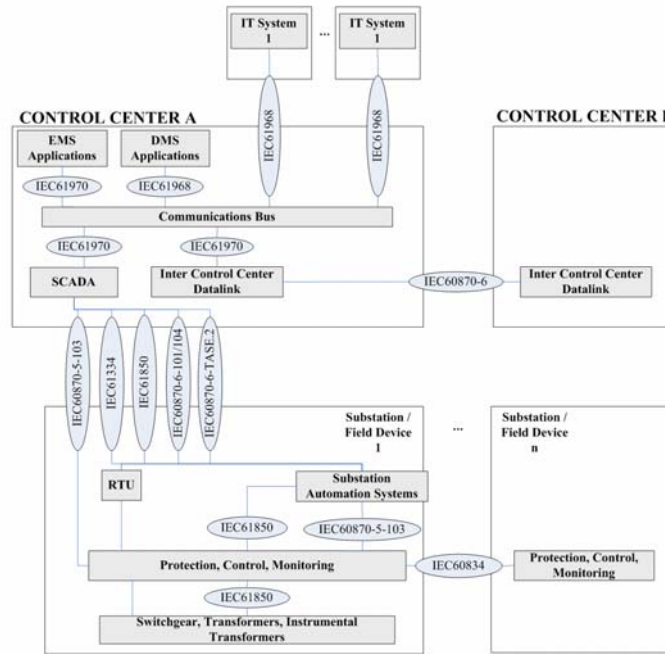 IT System
1
...
IT System
1
IEC61968
IEC61968
CONTROL CENTER A
CONTROL CENTER
EMS
Applications
DMS
Applications
IEC61970
IEC61968
Communications Bus
IEC61970
IEC61970
SCADA
Inter Control Center
Datalink
IEC60870-6
Inter Control Center
Datalink
IEC60870-5-103
IEC61334
IEC61850
IEC60870-6-101/104
IEC60870-6-TASE.2
Substation /
Field Device
1
...
Substation /
Field Device
n
RTU
Substation
Automation Systems
IEC61850
IEC60870-5-103
Protection, Control, Monitoring
IEC60834
Protection, Control,
Monitoring
IEC61850
Switchgear, Transformers, Instrumental
Transformers